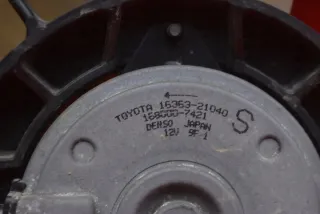 TOYOTA 16363-21040
168000-7421
DENSO JAPAN
12V 9F 1
S